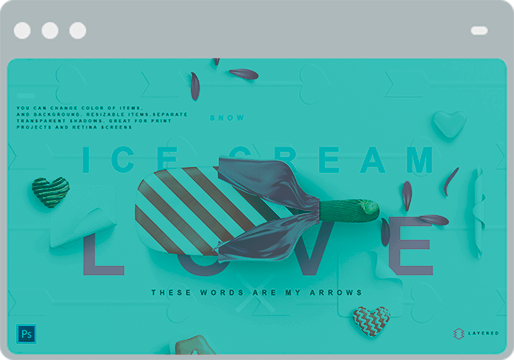 YOU CAN CHANGE COLOR OF ITEMS,
AND BACKGROUND, RESIZABLE ITEMS SEPARATE
TRANSPARENT SHADOWS, GREAT FOR PRINT
PROJECTS AND RETINA SCREENS
SNOW
ICE CREAM
LOVE
THESE WORDS ARE MY ARROWS
Ps
LAYERED